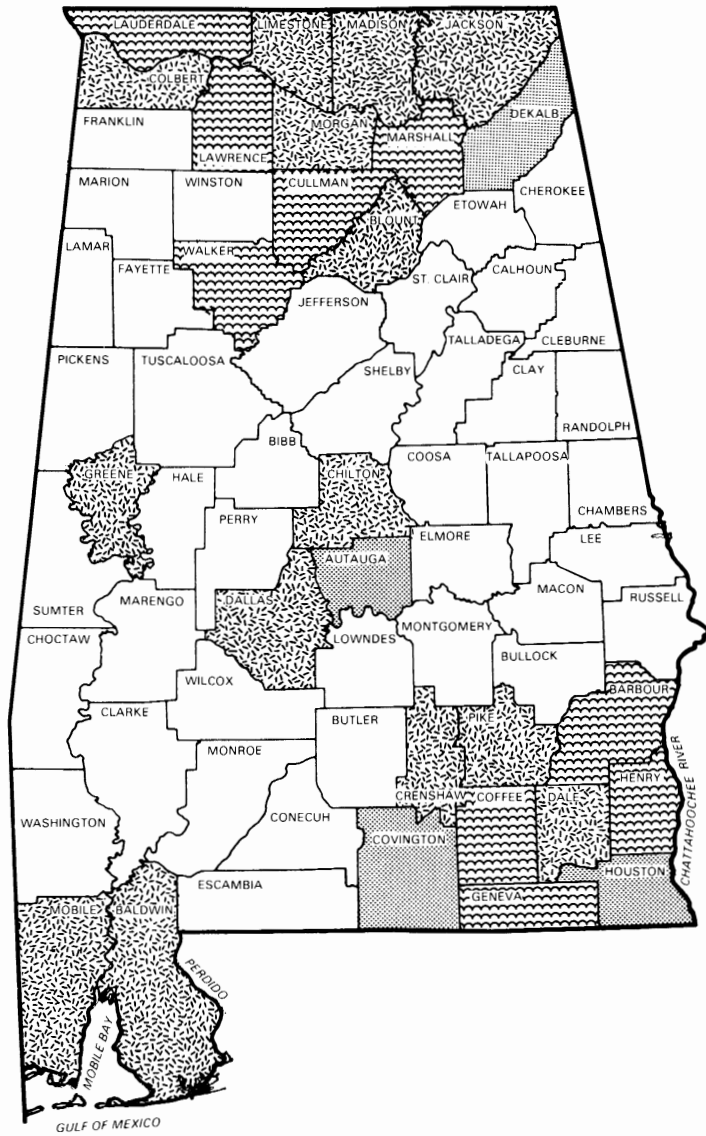 LAUDERDALE
LIMESTONE
MADISON
JACKSON
COLBERT
FRANKLIN
LAWRENCE
MORGAN
MARSHALL
DEKALB
MARION
WINSTON
CULLMAN
BLOUNT
ETOWAH
CHEROKEE
LAMAR
FAYETTE
WALKER
JEFFERSON
ST. CLAIR
CALHOUN
PICKENS
TUSCALOOSA
SHELBY
TALLADEGA
CLEBURNE
CLAY
RANDOLPH
BIBB
GREENE
HALE
CHILTON
COOSA
TALLAPOOSA
PERRY
CHAMBERS
ELMORE
LEE
AUTAUGA
SUMTER
MARENGO
DALLAS
MACON
RUSSELL
CHOCTAW
LOWNDES
MONTGOMERY
BULLOCK
WILCOX
CLARKE
BUTLER
PIKE
BARBOUR
MONROE
CRENSHAW
COFFEE
DALE
HENRY
CHATTAHOOCHEE RIVER
WASHINGTON
CONECUH
COVINGTON
ESCAMBIA
GENEVA
HOUSTON
MOBILE
BALDWIN
PERDIDO
MOBILE BAY
GULF OF MEXICO